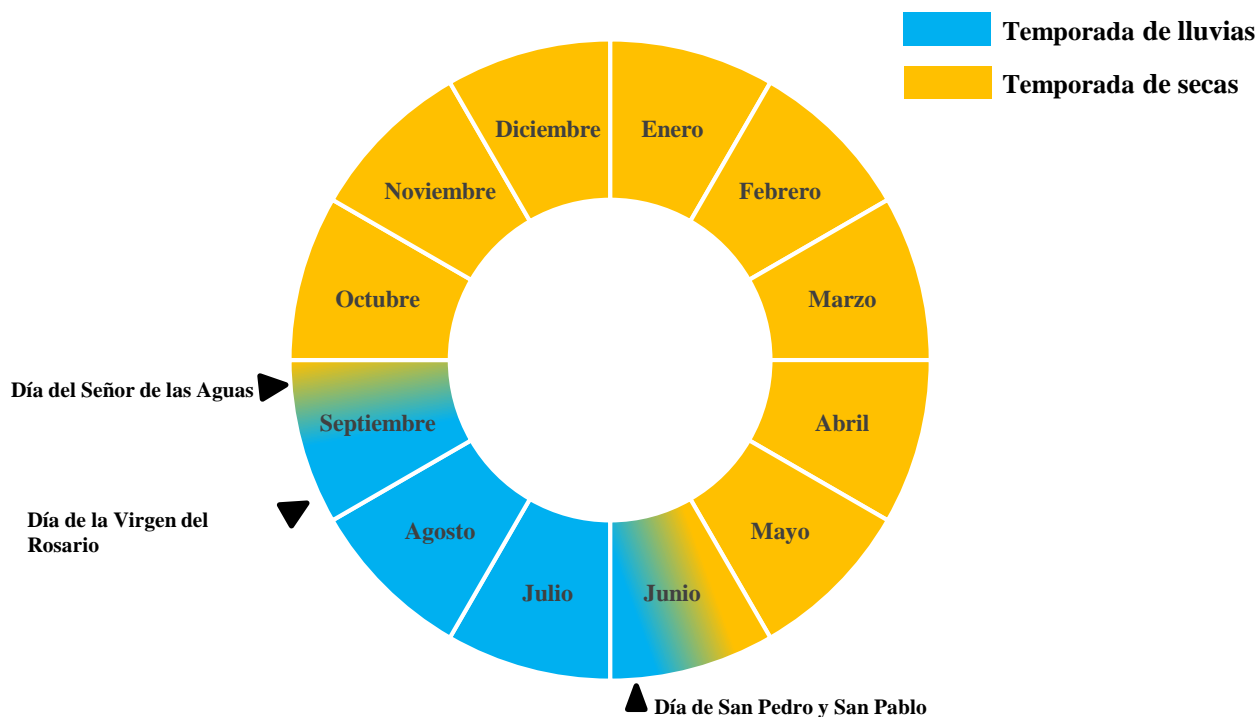 Temporada de lluvias
Temporada de secas
Diciembre
Enero
Noviembre
Febrero
Octubre
Marzo
Día del Señor de las Aguas
Septiembre
Abril
Día de la Virgen del
Rosario
Agosto
Mayo
Julio
Junio
Día de San Pedro y San Pablo